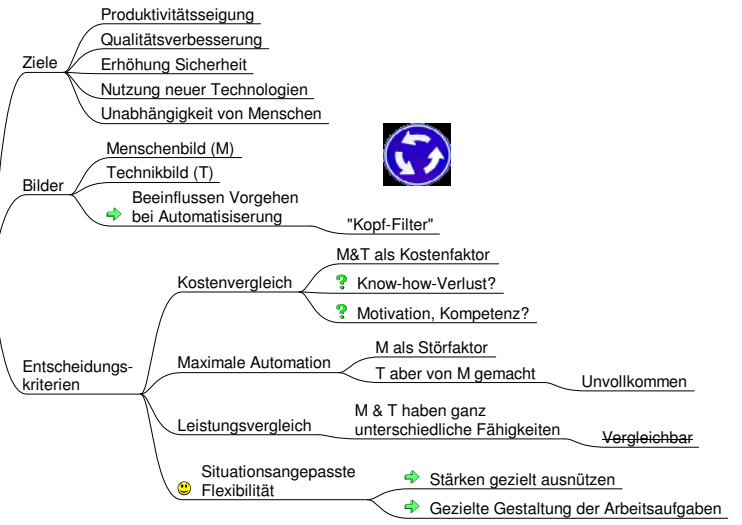 Ziele
Produktivitätsseigung
Qualitätsverbesserung
Erhöhung Sicherheit
Nutzung neuer Technologien
Unabhängigkeit von Menschen
Bilder
Menschenbild (M)
Technikbild (T)
Beeinflussen Vorgehen
bei Automatisiserung
"Kopf-Filter"
Entscheidungs-
kriterien
Kostenvergleich
M&T als Kostenfaktor
? Know-how-Verlust?
? Motivation, Kompetenz?
Maximale Automation
M als Störfaktor
T aber von M gemacht
Unvollkommen
Leistungsvergleich
M & T haben ganz
unterschiedliche Fähigkeiten
Vergleichbar
Situationsangepasste
Flexibilität
Stärken gezielt ausnützen
Gezielte Gestaltung der Arbeitsaufgaben